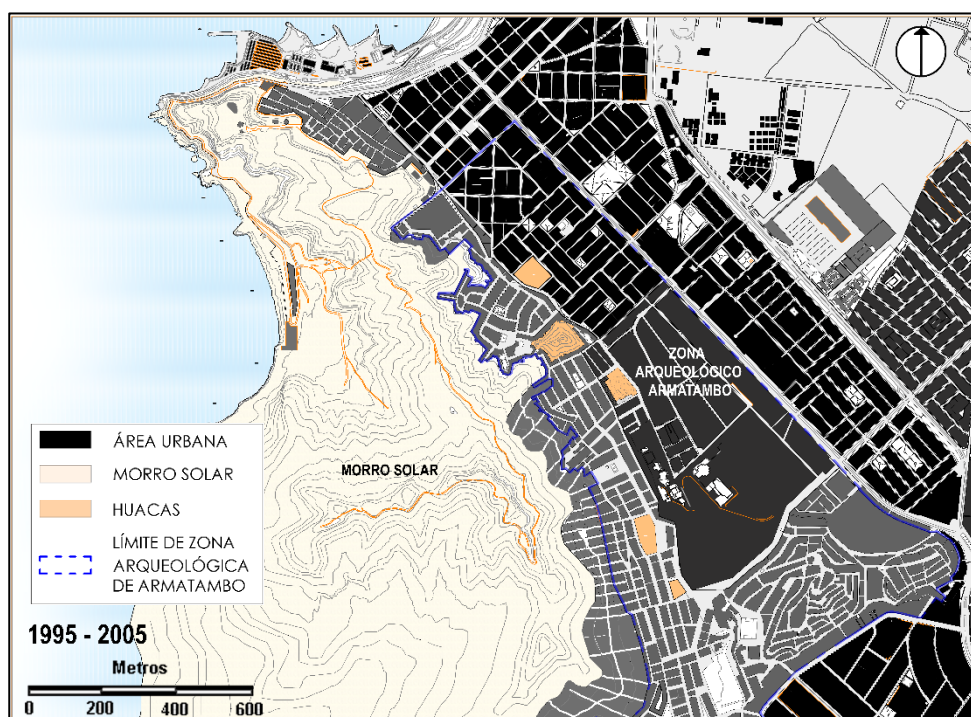 ZONA
ARQUEOLÓGICO
ARMATAMBO
MORRO SOLAR
ÁREA URBANA
MORRO SOLAR
HUACAS
LÍMITE DE ZONA
ARQUEOLÓGICA
DE ARMATAMBO
1995 - 2005
Metros
0 200 400 600